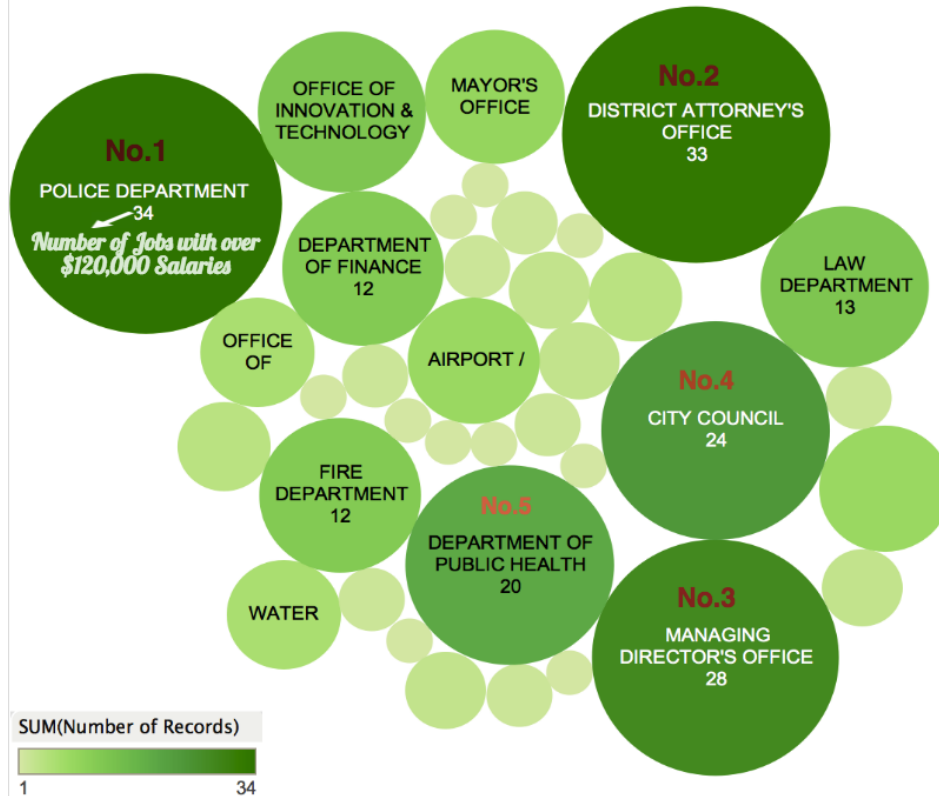 No.1
POLICE DEPARTMENT
34
Number of Jobs with over
$120,000 Salaries
OFFICE OF
INNOVATION &
TECHNOLOGY
MAYOR'S
OFFICE
No.2
DISTRICT ATTORNEY'S
OFFICE
33
DEPARTMENT
OF FINANCE
12
LAW
DEPARTMENT
13
OFFICE
OF
AIRPORT /
No.4
CITY COUNCIL
24
FIRE
DEPARTMENT
12
No.5
DEPARTMENT OF
PUBLIC HEALTH
20
WATER
No.3
MANAGING
DIRECTOR'S OFFICE
28
SUM(Number of Records)
1
34